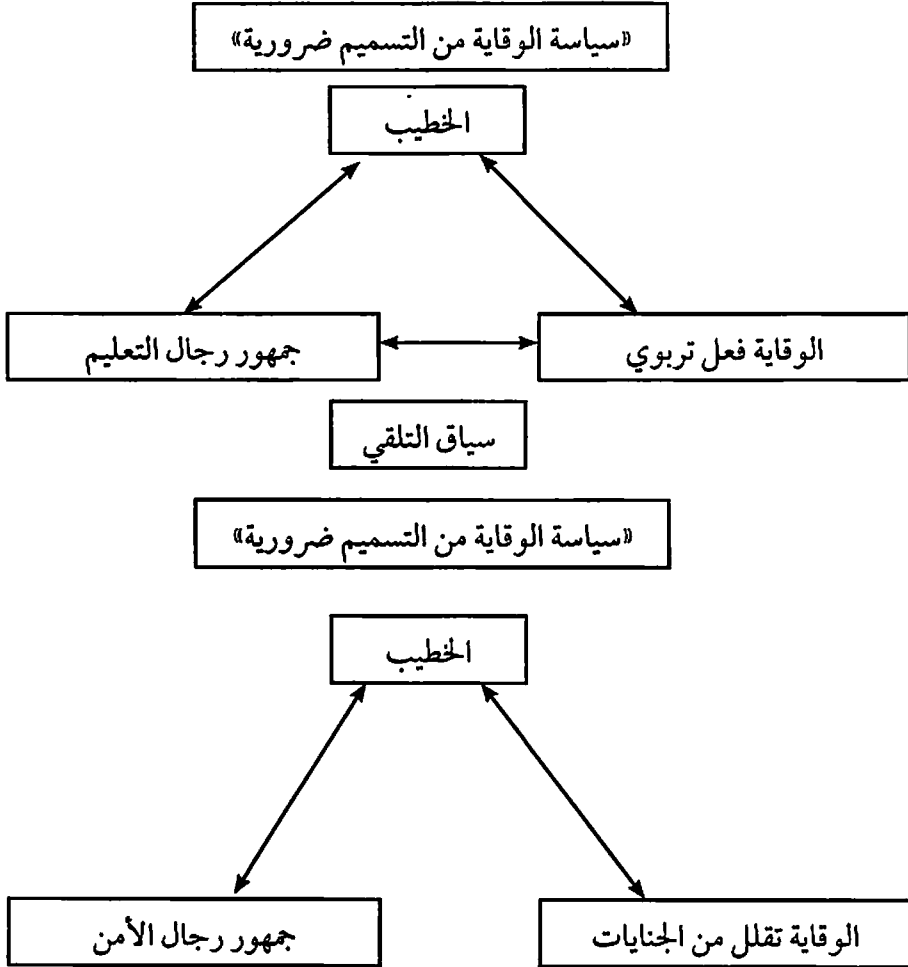 «سياسة الوقاية من التسميم ضرورية»
الخطيب
الوقاية فعل تربوي
جمهور رجال التعليم
سياق التلقي
«سياسة الوقاية من التسميم ضرورية»
الخطيب
الوقاية تقلل من الجنايات
جمهور رجال الأمن